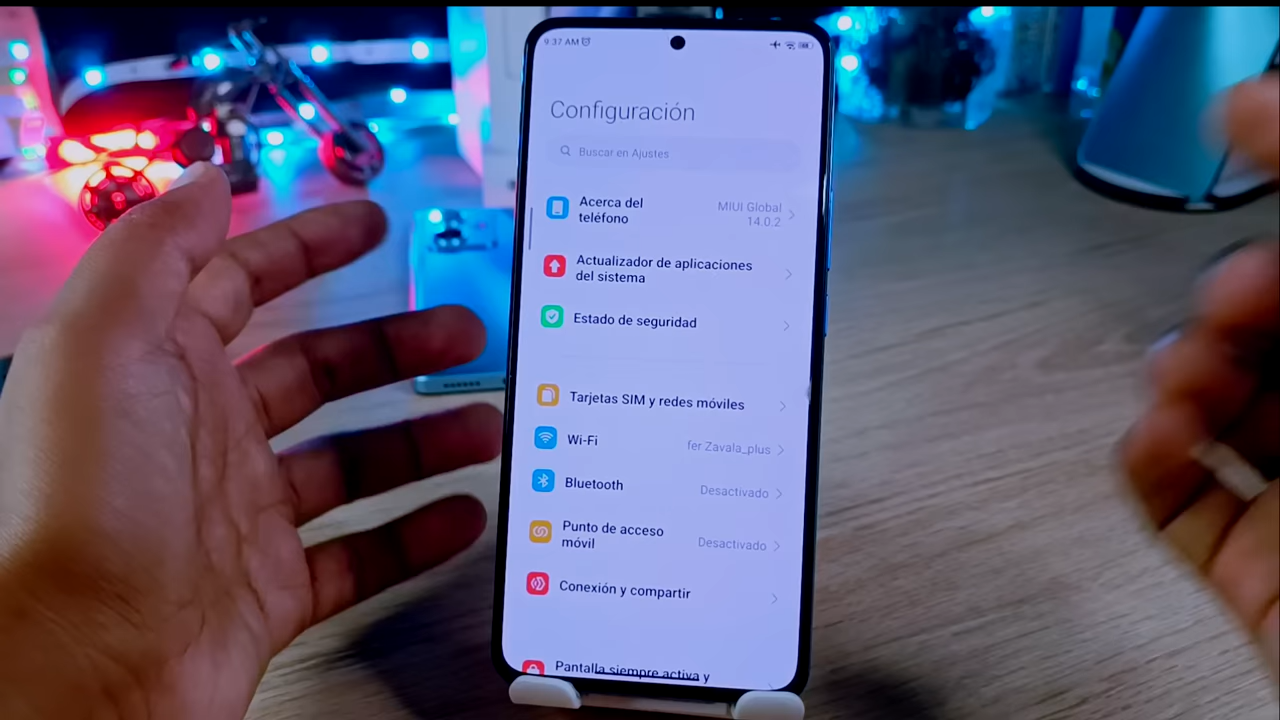 9:37 AM
Configuración
Buscar en Ajustes
Acerca del
teléfono
MIUI Global
14.0.2
Actualizador de aplicaciones
del sistema
Estado de seguridad
Tarjetas SIM y redes móviles
Wi-Fi
fer Zavala_plus
Bluetooth
Desactivado
Punto de acceso
móvil
Desactivado
Conexión y compartir
Pantalla siempre activa y